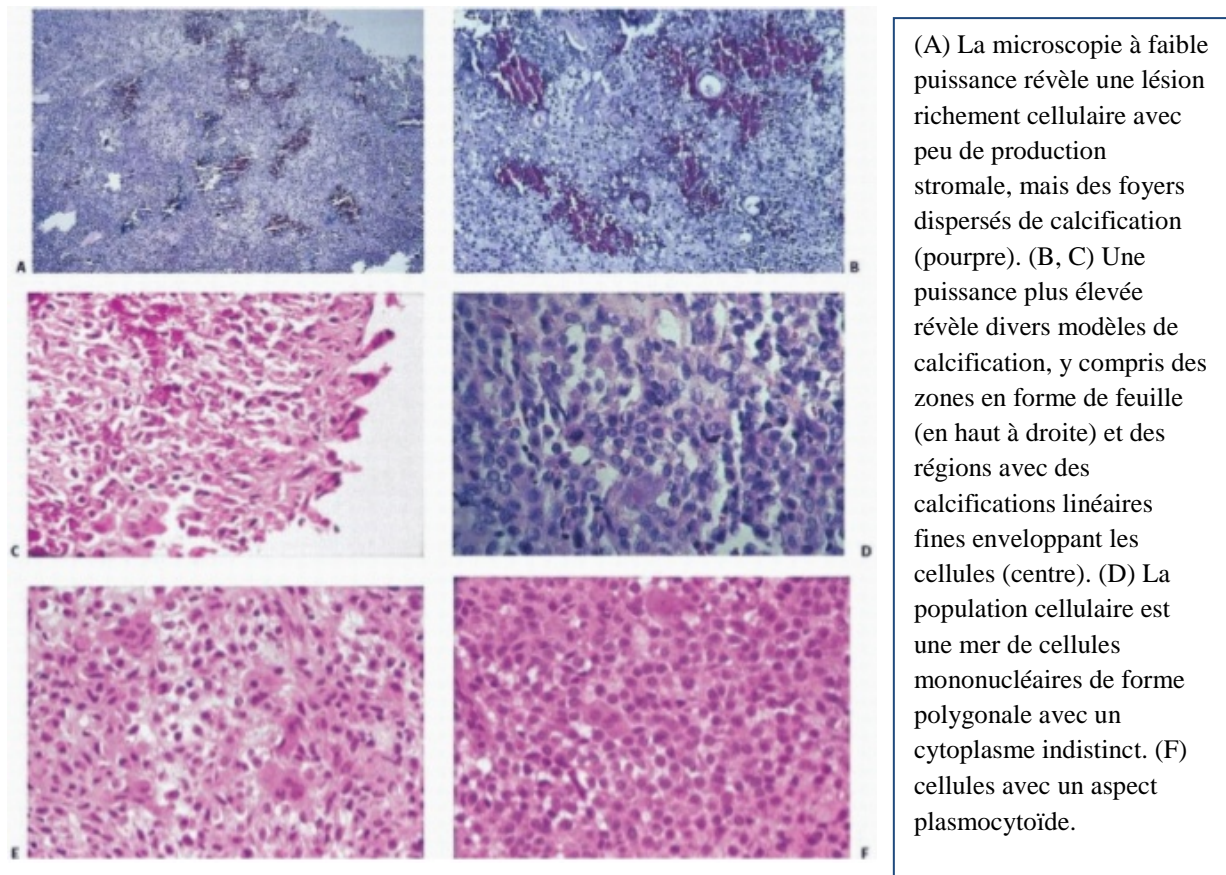 (A) La microscopie à faible
puissance révèle une lésion
richement cellulaire avec
peu de production
stromale, mais des foyers
dispersés de calcification
(pourpre). (B, C) Une
puissance plus élevée
révèle divers modèles de
calcification, y compris des
zones en forme de feuille
(en haut à droite) et des
régions avec des
calcifications linéaires
fines enveloppant les
cellules (centre). (D) La
population cellulaire est
une mer de cellules
mononucléaires de forme
polygonale avec un
cytoplasme indistinct. (F)
cellules avec un aspect
plasmocytoïde.
A
B
C
D
E
F